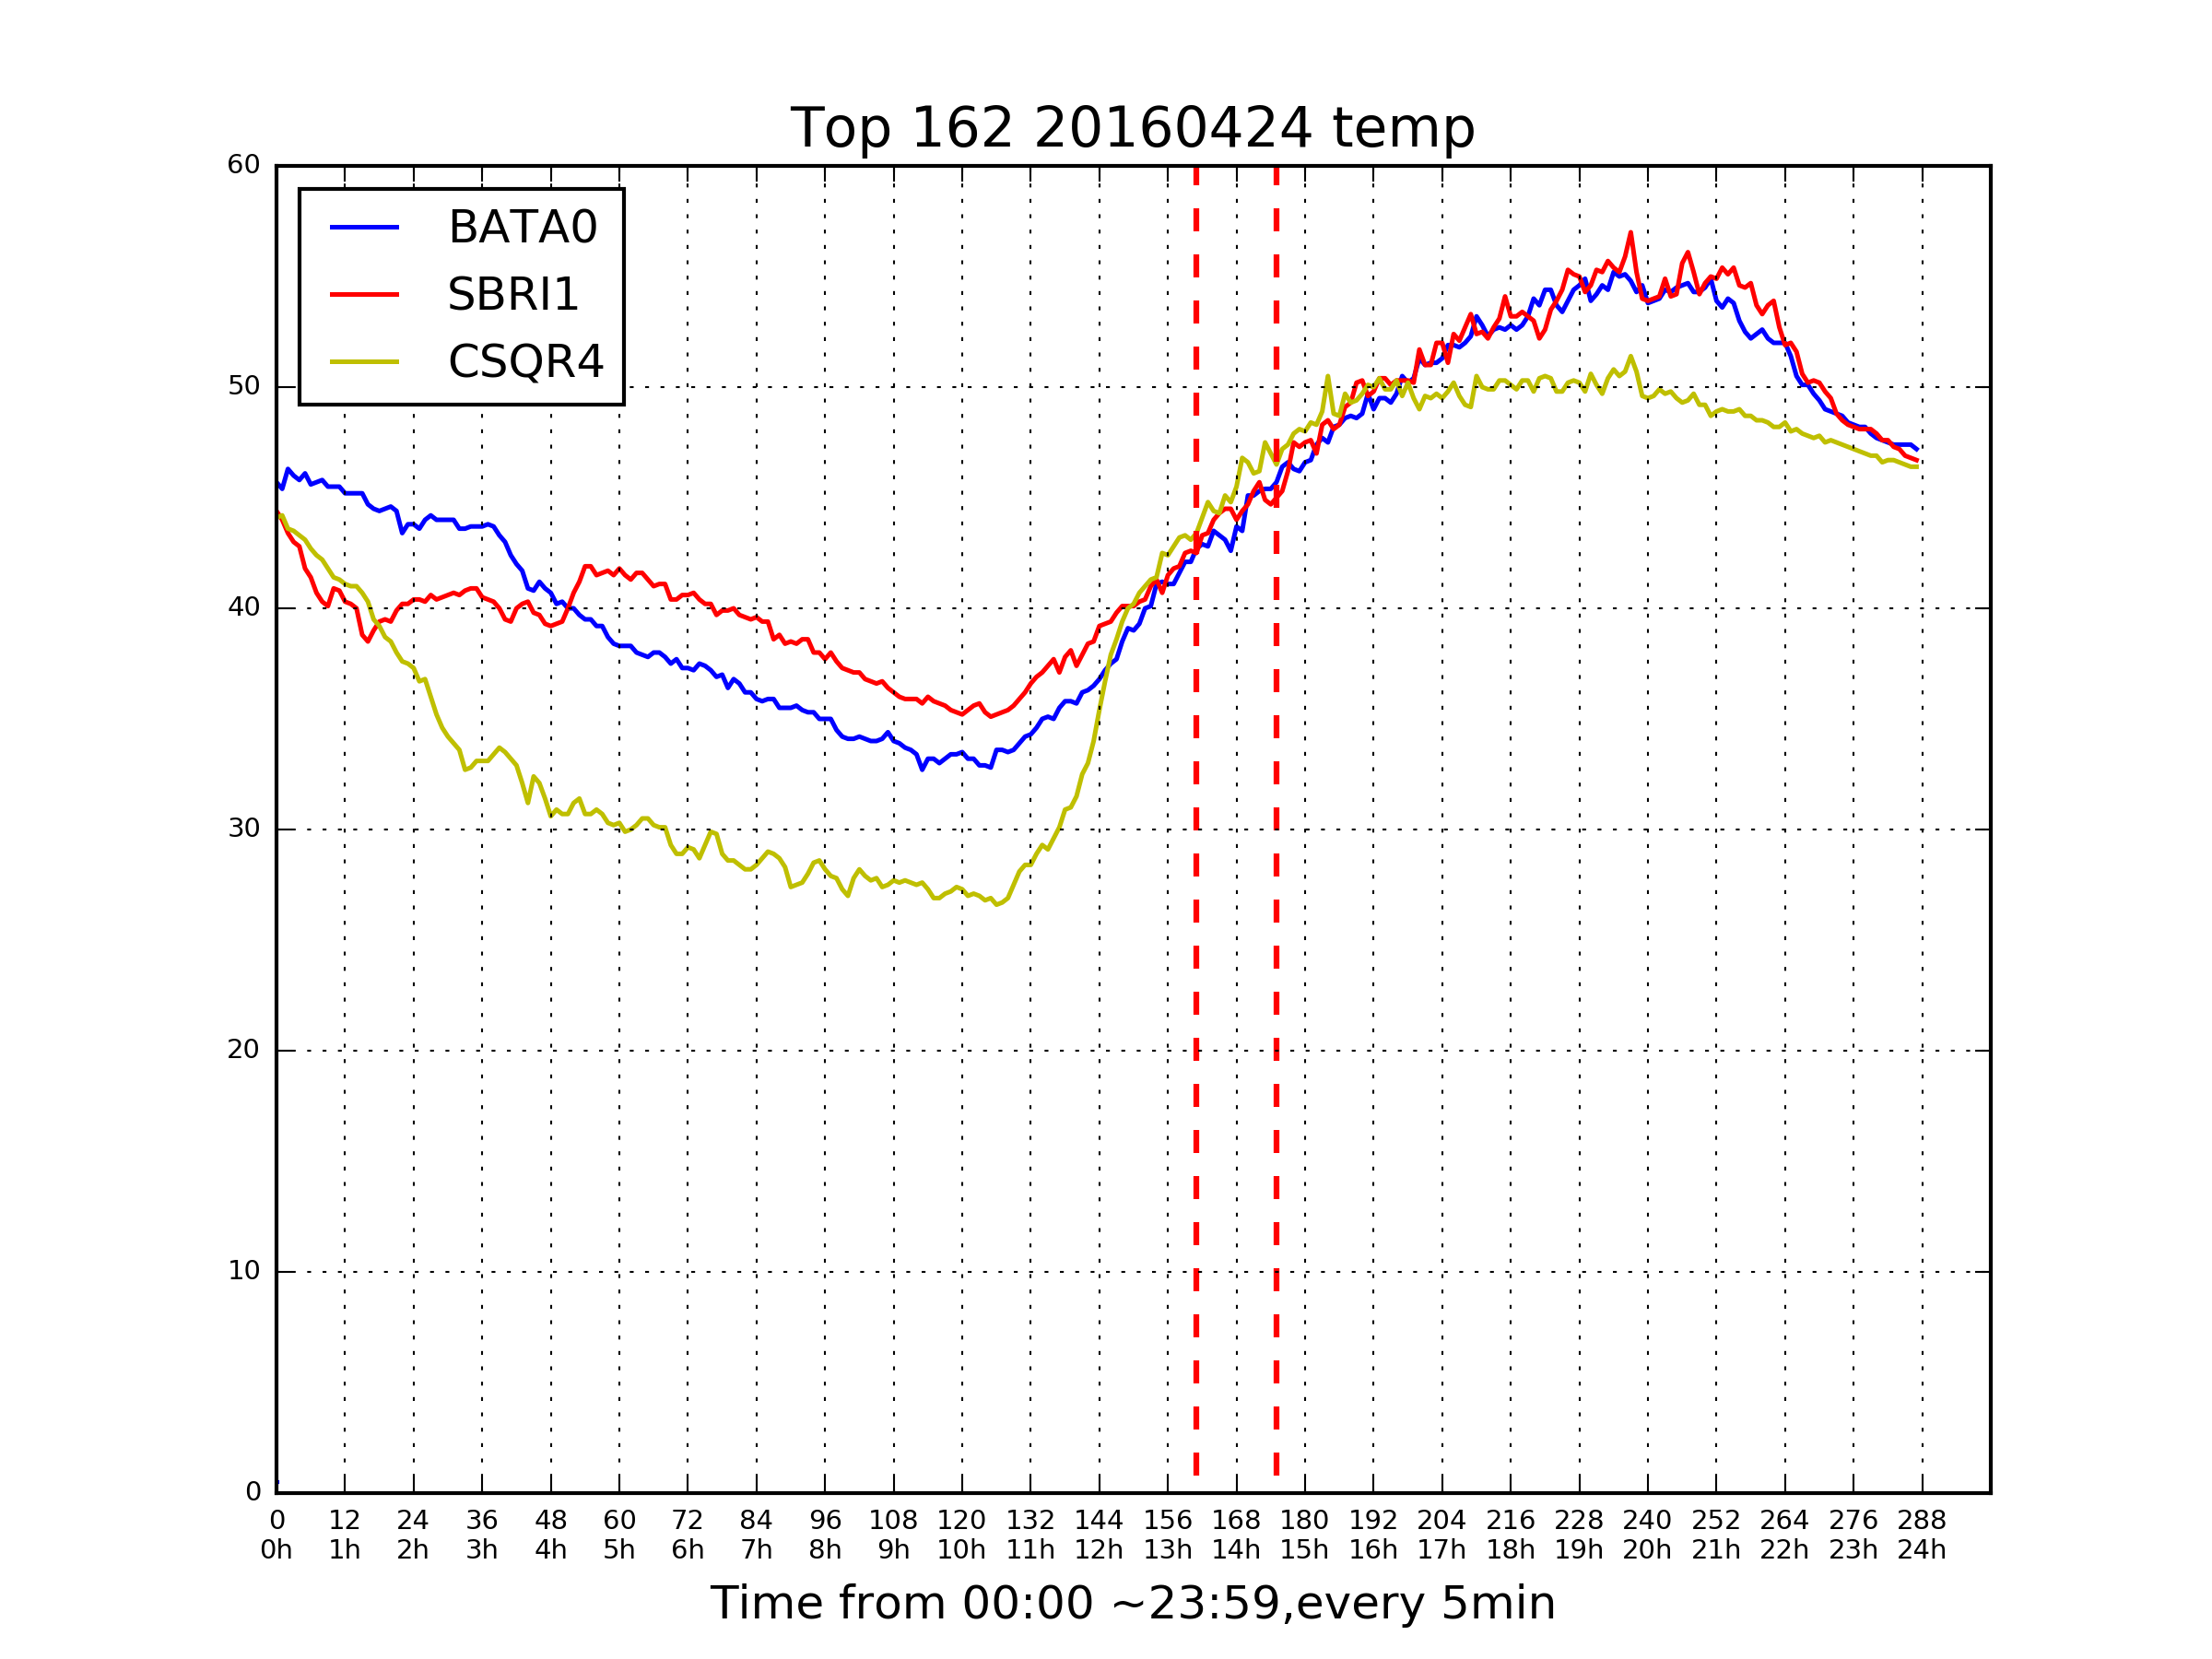 Top 162 20160424 temp
60
50
40
30
20
10
0
BATA0
SBRI1
CSQR4
0 12 24 36 48 60 72 84 96 108 120 132 144 156 168 180 192 204 216 228 240 252 264 276 288
0h 1h 2h 3h 4h 5h 6h 7h 8h 9h 10h 11h 12h 13h 14h 15h 16h 17h 18h 19h 20h 21h 22h 23h 24h
Time from 00:00 ~23:59,every 5min